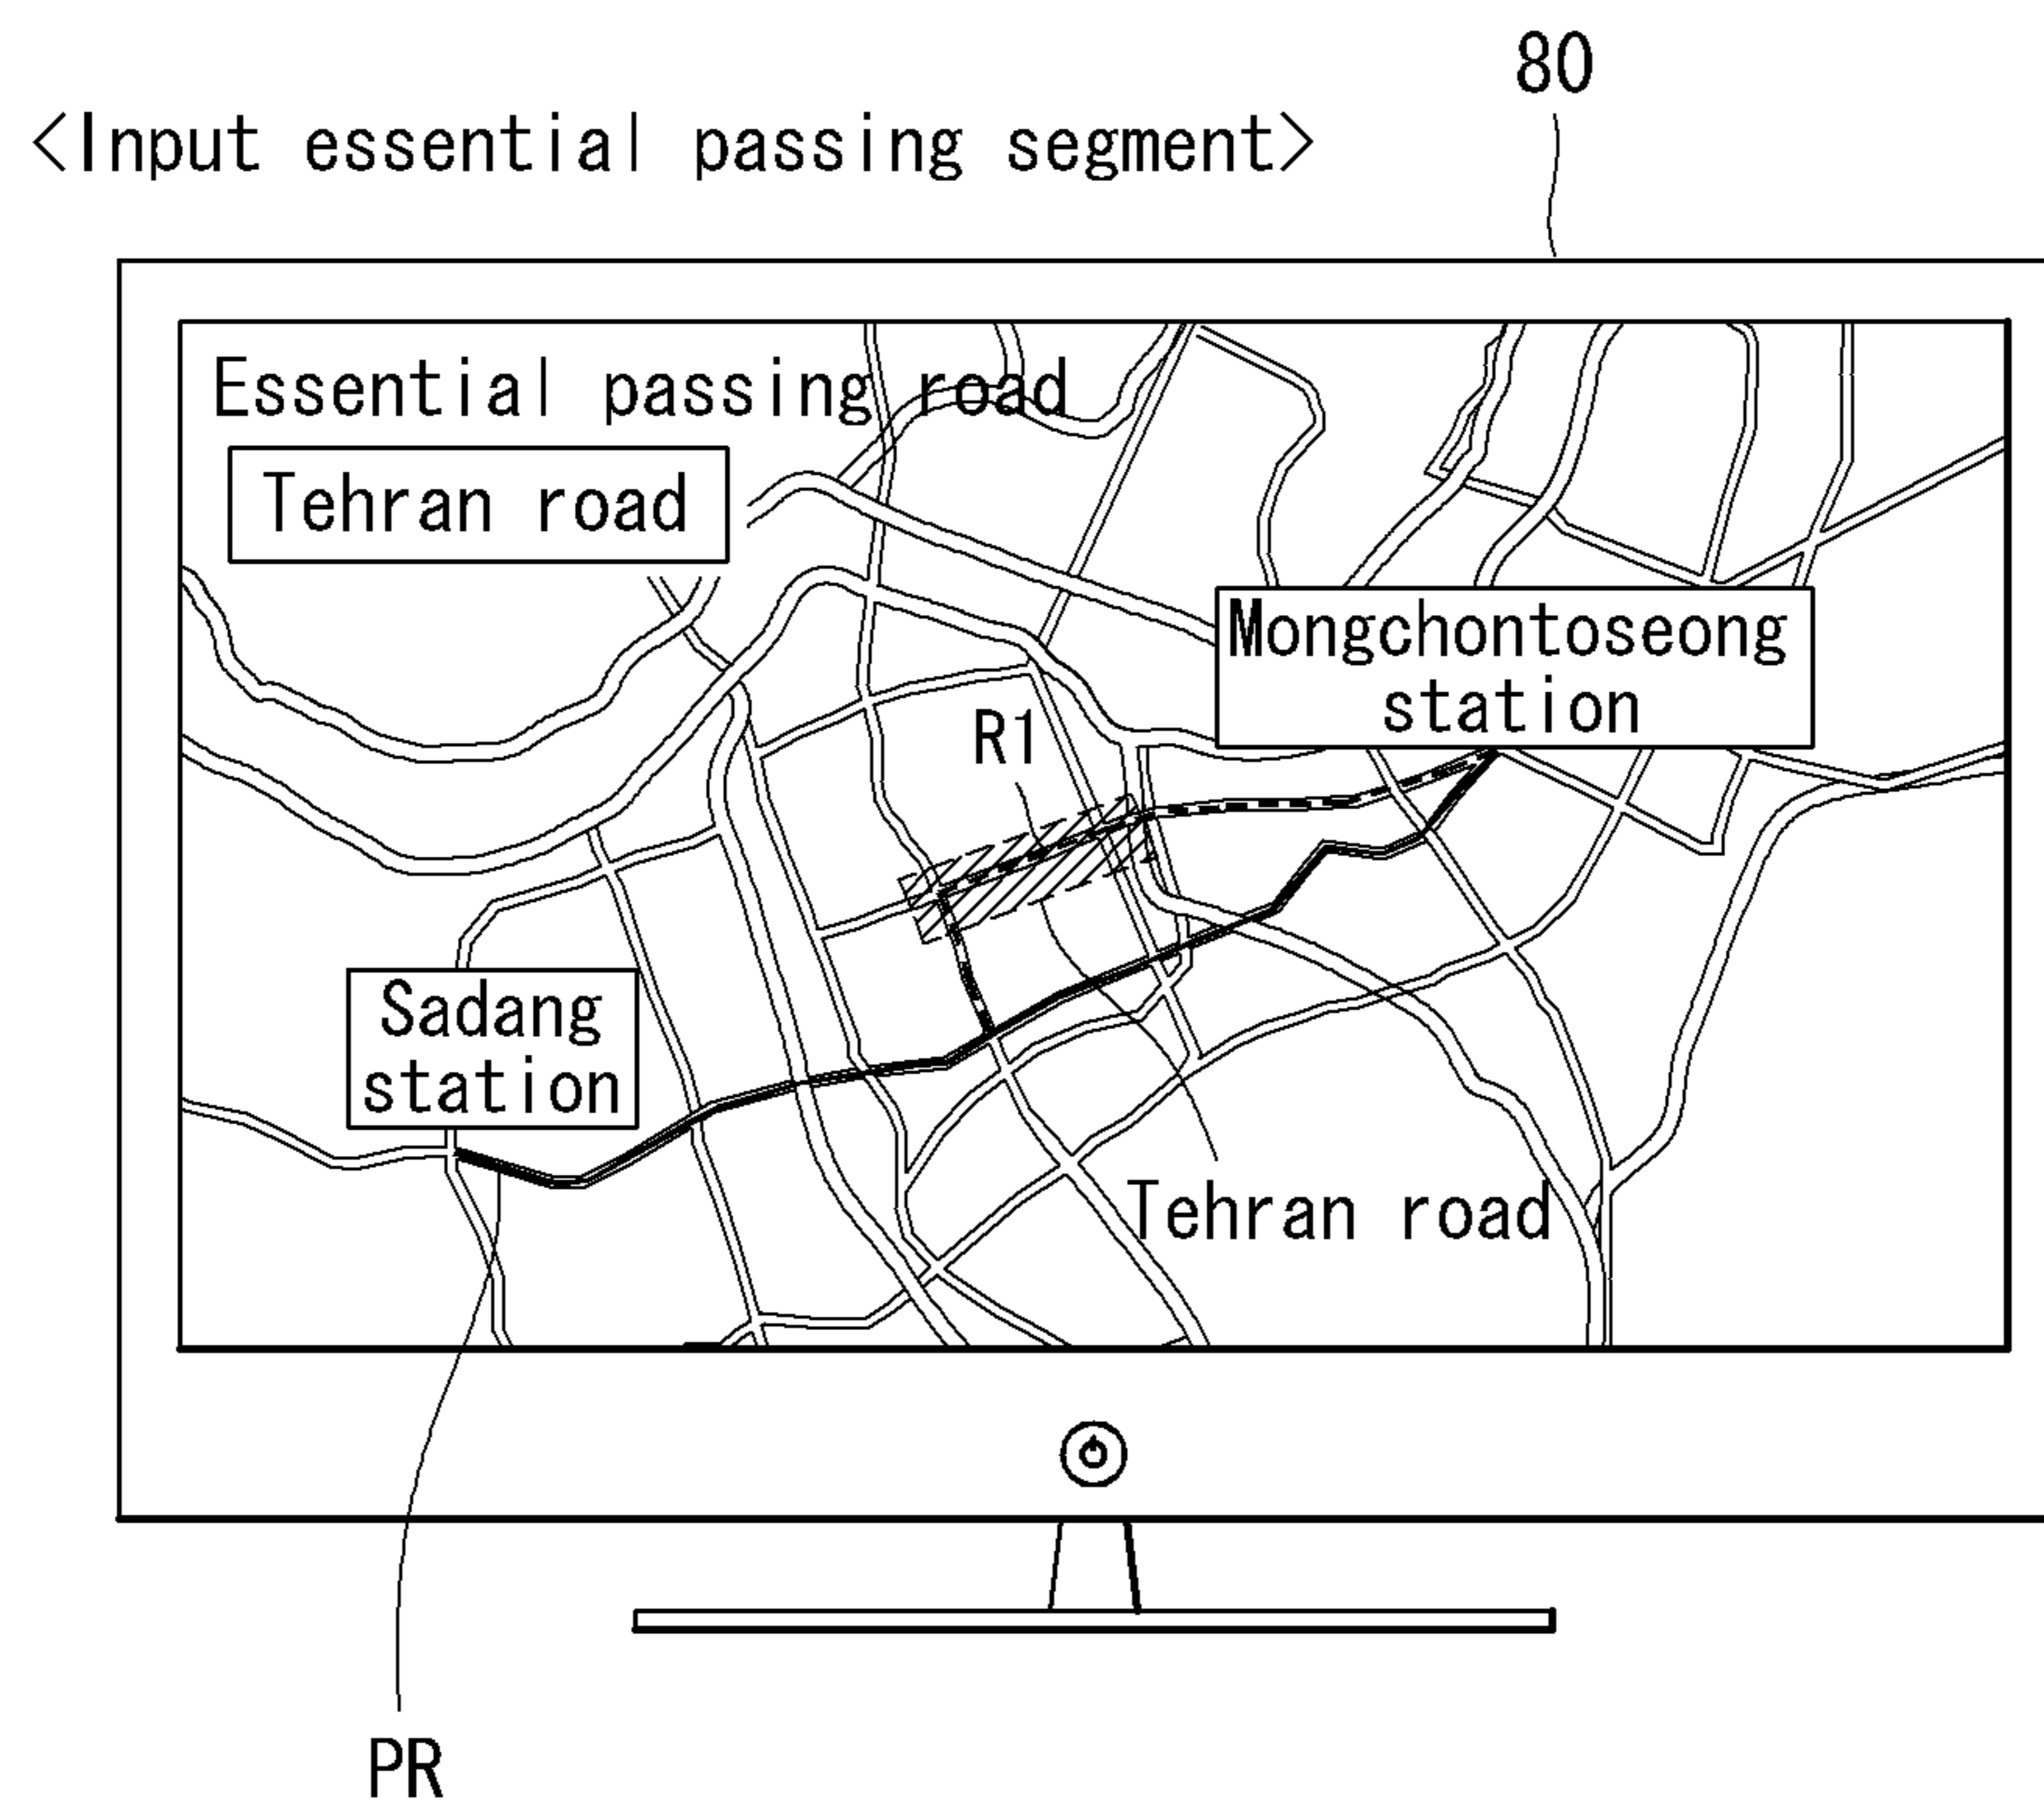 80
<Input essential passing segment>
Essential passing road
Tehran road
Mongchontoseong
station
R1
Sadang
station
Tehran road
PR